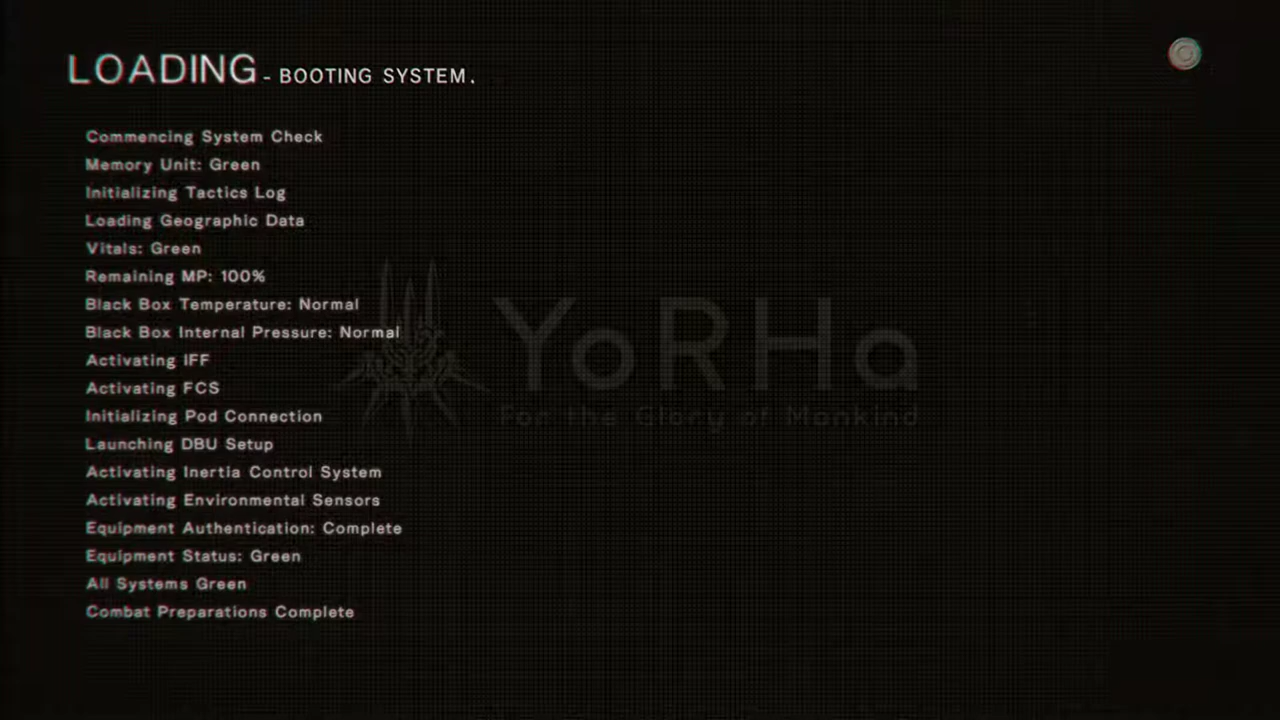 LOADING - BOOTING SYSTEM.
Commencing System Check
Memory Unit: Green
Initializing Tactics Log
Loading Geographic Data
Vitals: Green
Remaining MP: 100%
Black Box Temperature: Normal
Black Box Internal Pressure: Normal
Activating IFF
Activating FCS
Initializing Pod Connection
Launching DBU Setup
Activating Inertia Control System
Activating Environmental Sensors
Equipment Authentication: Complete
Equipment Status: Green
All Systems Green
Combat Preparations Complete
YoRHa
For the Glory of Mankind